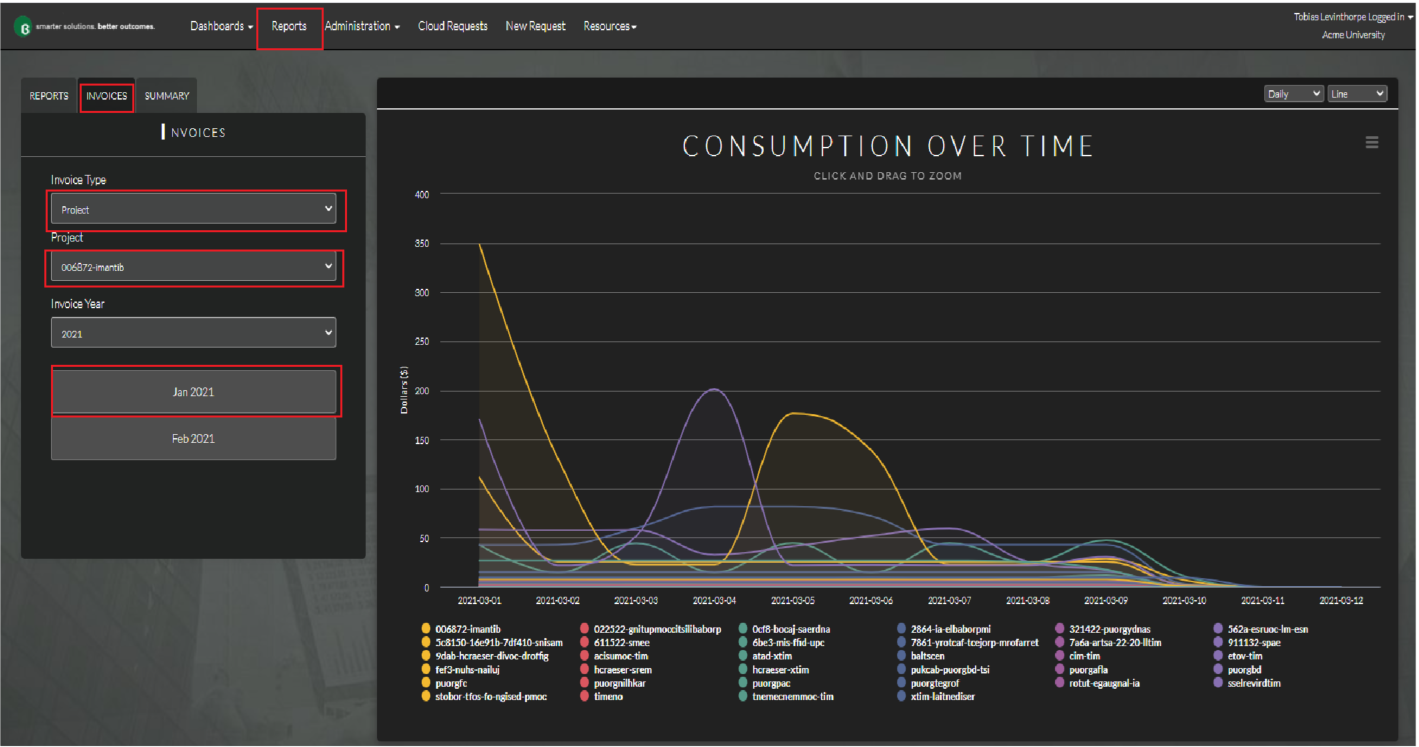 smarter solutions. better outcomes.
Dashboards
Reports
Administration
Cloud Requests
New Request
Resources
Tobias Levinthorpe Logged in
Acme University
REPORTS
INVOICES
SUMMARY
INVOICES
Invoice Type
Project
Project
006872-imantib
Invoice Year
2021
Jan 2021
Feb 2021
Daily
Line
CONSUMPTION OVER TIME
CLICK AND DRAG TO ZOOM
Dollars ($)
400
350
300
250
200
150
100
50
0
2021-03-01 2021-03-02 2021-03-03 2021-03-04 2021-03-05 2021-03-06 2021-03-07 2021-03-08 2021-03-09 2021-03-10 2021-03-11 2021-03-12
006872-imantib 022522-gnitupmoccitsilibaborp 0cf8-bocaj-saerdna 2864-ia-elbaborpmi 321422-puorgydnas 562a-esruoc-lm-esn
5c8150-16e91b-7df410-snisam 611522-smee 6be3-mis-ffid-upc 7861-yrotcaf-tcejorp-mrofarret 7a6a-artsa-22-20-lltim 911132-spae
9dab-hcraeser-divoc-droffig acisumoc-tim atad-xtim baltscen cim-tim etov-tim
fef3-nuhs-nailuj hcraeser-srem hcraeser-xtim pukcab-puorgbd-tsi puorgafla puorgbd
puorgfc puorgnilhkar puorgpac puorgtegrof rotut-egaugnal-ia sselrevirdtim
stobor-tfos-fo-ngised-pmoc timeno tnemecnemmoc-tim xtim-laitnediser